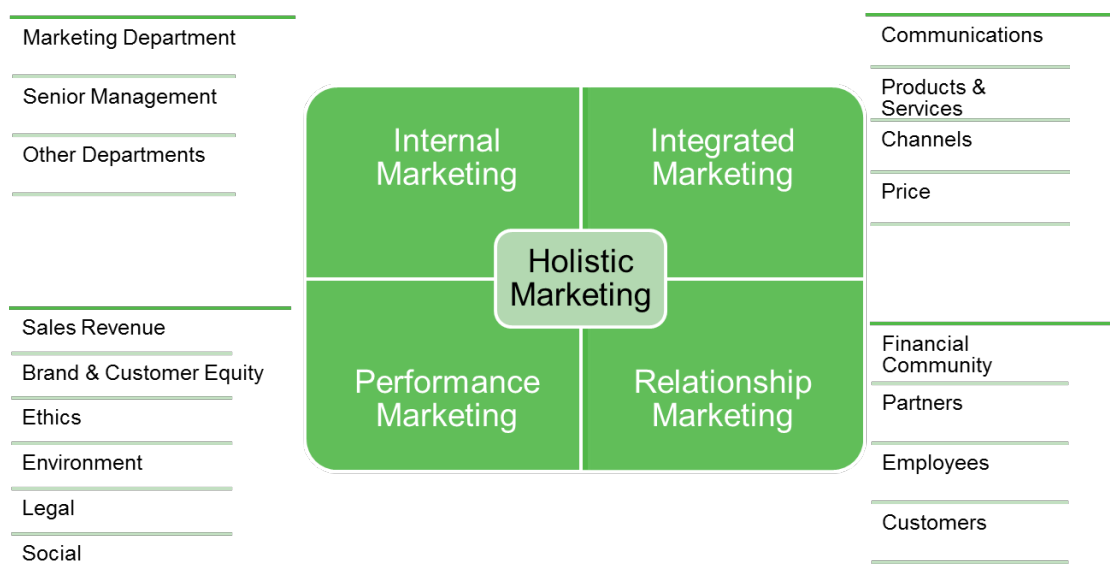 Marketing Department
Senior Management
Other Departments
Internal
Marketing
Integrated
Marketing
Communications
Products &
Services
Channels
Price
Holistic
Marketing
Sales Revenue
Brand & Customer Equity
Ethics
Environment
Legal
Social
Performance
Marketing
Relationship
Marketing
Financial
Community
Partners
Employees
Customers